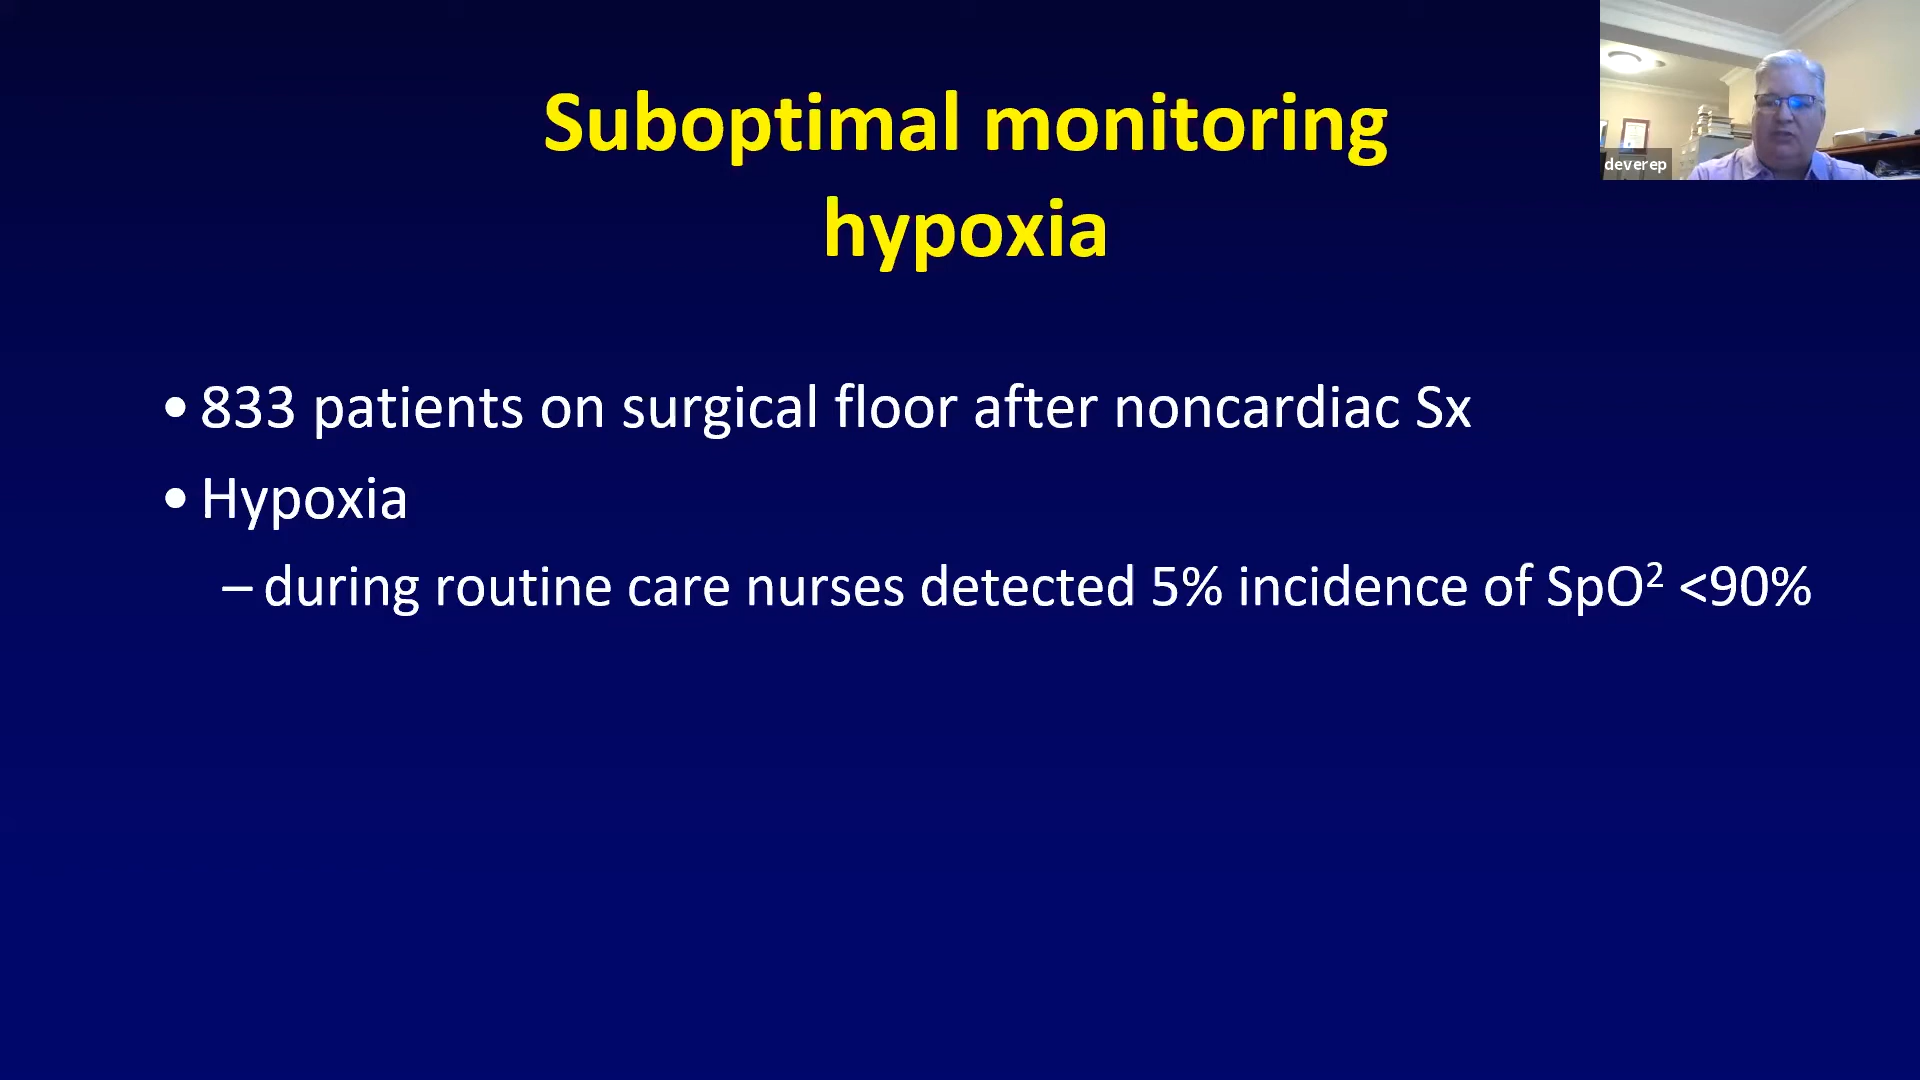 Suboptimal monitoring
hypoxia
deverep
• 833 patients on surgical floor after noncardiac Sx
• Hypoxia
– during routine care nurses detected 5% incidence of SpO² <90%